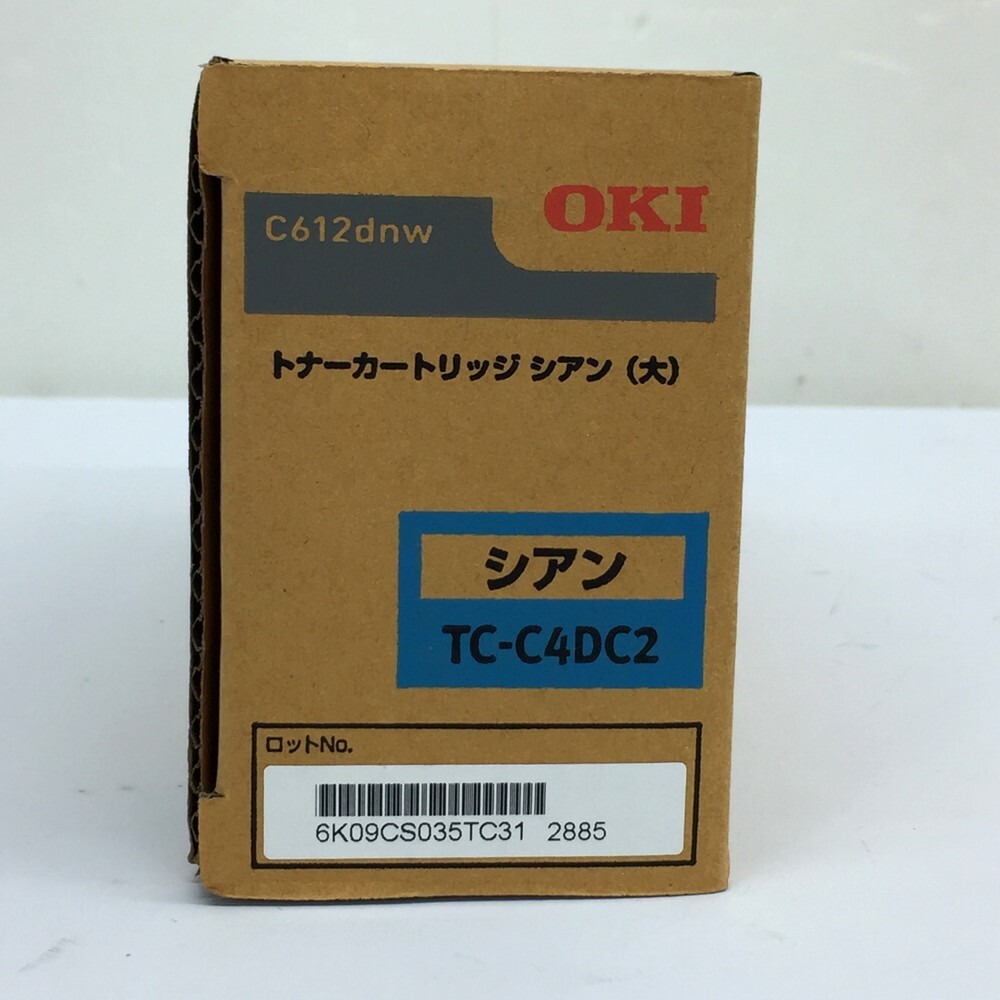 OKI
C612dnw
トナーカートリッジ シアン（大）
シアン
TC-C4DC2
ロットNo.
6K09CS035TC31 2885